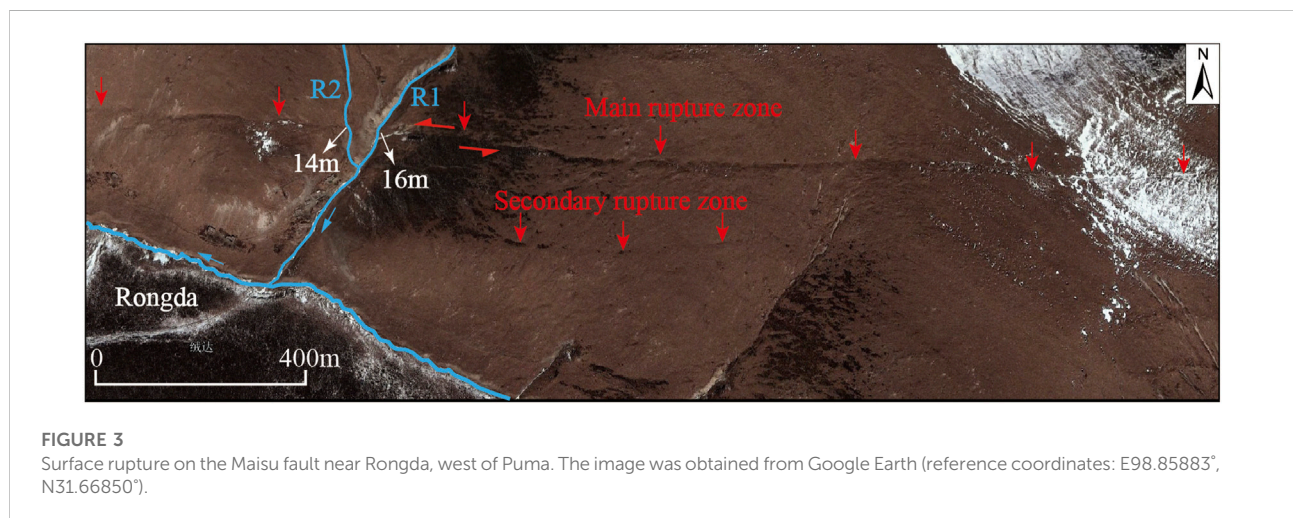 N
R2
R1
Main rupture zone
14m
16m
Secondary rupture zone
Rongda
绒达
0
400m
FIGURE 3
Surface rupture on the Maisu fault near Rongda, west of Puma. The image was obtained from Google Earth (reference coordinates: E98.85883°,
N31.66850°).